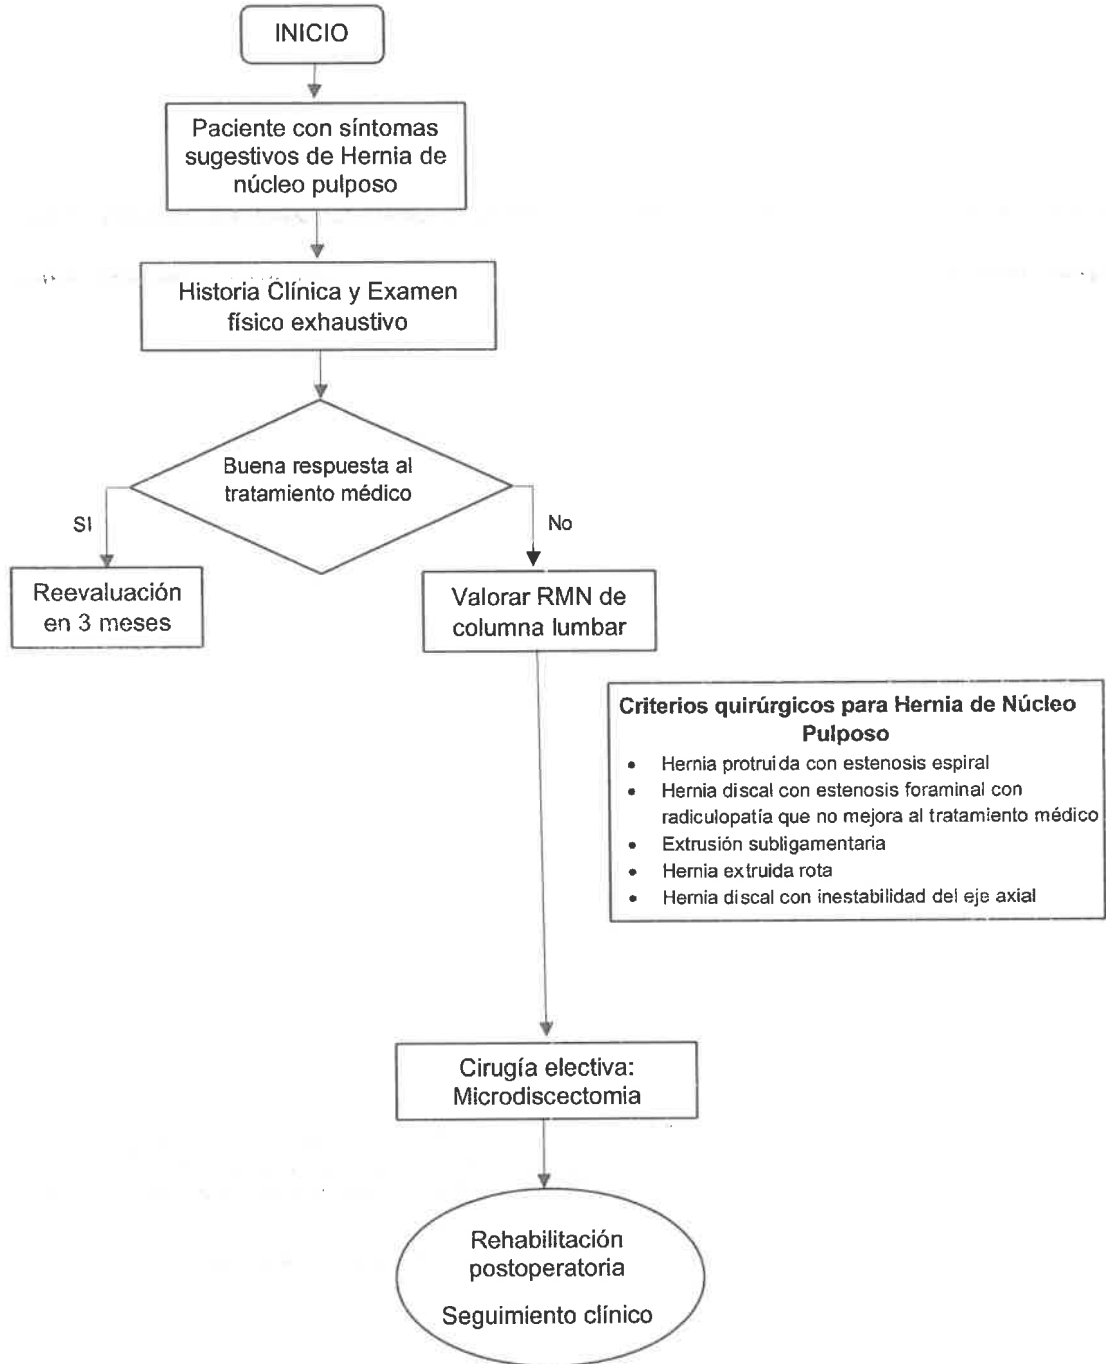 INICIO
Paciente con síntomas
sugestivos de Hernia de
núcleo pulposo
Historia Clínica y Examen
físico exhaustivo
Buena respuesta al
tratamiento médico
SI
No
Reevaluación
en 3 meses
Valorar RMN de
columna lumbar
Criterios quirúrgicos para Hernia de Núcleo
Pulposo
• Hernia protruida con estenosis espiral
• Hernia discal con estenosis foraminal con
radiculopatía que no mejora al tratamiento médico
• Extrusión subligamentaria
• Hernia extruida rota
• Hernia discal con inestabilidad del eje axial
Cirugía electiva:
Microdiscectomia
Rehabilitación
postoperatoria
Seguimiento clínico